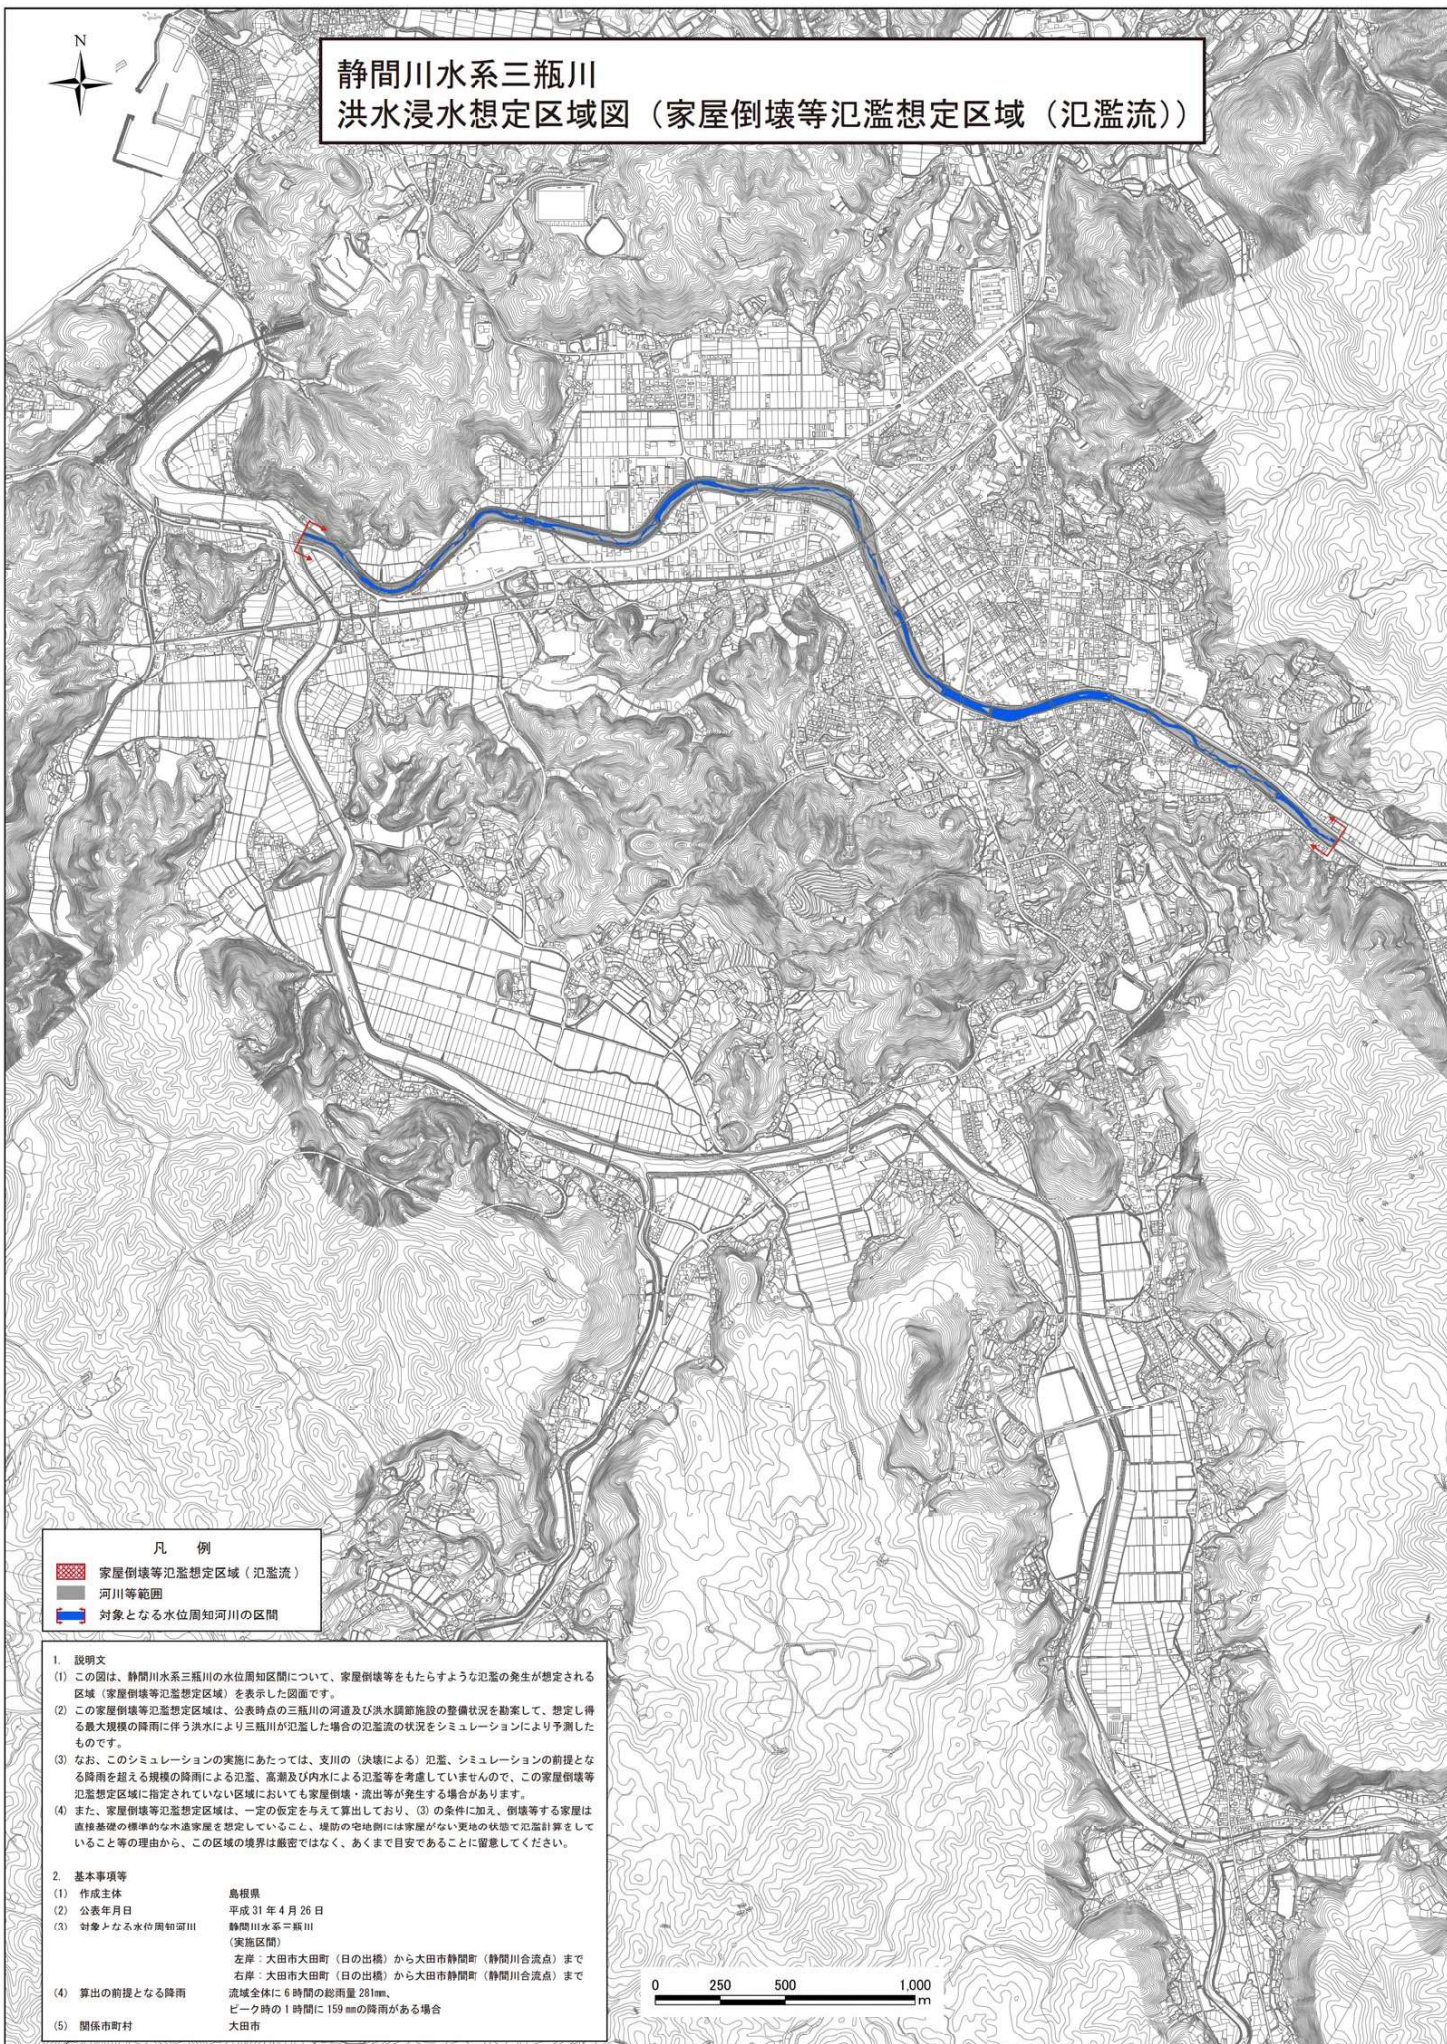 N
静間川水系三瓶川
洪水浸水想定区域図（家屋倒壊等氾濫想定区域（氾濫流））
凡　例
家屋倒壊等氾濫想定区域（氾濫流）
河川等範囲
対象となる水位周知河川の区間
1. 説明文
(1) この図は、静間川水系三瓶川の水位周知区間について、家屋倒壊等をもたらすような氾濫の発生が想定される
区域（家屋倒壊等氾濫想定区域）を表示した図面です。
(2) この家屋倒壊等氾濫想定区域は、公表時点の三瓶川の河道及び洪水調節施設の整備状況を勘案して、想定し得
る最大規模の降雨に伴う洪水により三瓶川が氾濫した場合の氾濫流の状況をシミュレーションにより予測した
ものです。
(3) なお、このシミュレーションの実施にあたっては、支川の（決壊による）氾濫、シミュレーションの前提とな
る降雨を超える規模の降雨による氾濫、高潮及び内水による氾濫等を考慮していませんので、この家屋倒壊等
氾濫想定区域に指定されていない区域においても家屋倒壊・流出等が発生する場合があります。
(4) また、家屋倒壊等氾濫想定区域は、一定の仮定を与えて算出しており、(3) の条件に加え、倒壊等する家屋は
直接基礎の標準的な木造家屋を想定していること、堤防の宅地側には家屋がない更地の状態で氾濫計算をして
いること等の理由から、この区域の境界は厳密ではなく、あくまで目安であることに留意してください。
2. 基本事項等
(1) 作成主体　島根県
(2) 公表年月日　平成 31 年 4 月 26 日
(3) 対象となる水位周知河川　静間川水系三瓶川
（実施区間）
左岸：大田市大田町（日の出橋）から大田市静間町（静間川合流点）まで
右岸：大田市大田町（日の出橋）から大田市静間町（静間川合流点）まで
(4) 算出の前提となる降雨　流域全体に 6 時間の総雨量 281mm、
ピーク時の 1 時間に 159 mmの降雨がある場合
(5) 関係市町村　大田市
0 250 500 1,000
m